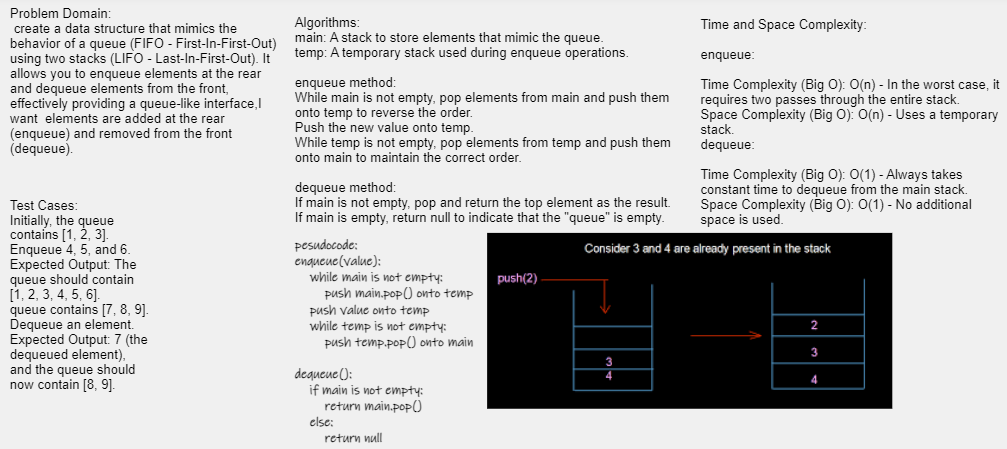 Problem Domain:
create a data structure that mimics the
behavior of a queue (FIFO - First-In-First-Out)
using two stacks (LIFO - Last-In-First-Out). It
allows you to enqueue elements at the rear
and dequeue elements from the front,
effectively providing a queue-like interface,I
want  elements are added at the rear
(enqueue) and removed from the front
(dequeue).
Test Cases:
Initially, the queue
contains [1, 2, 3].
Enqueue 4, 5, and 6.
Expected Output: The
queue should contain
[1, 2, 3, 4, 5, 6].
queue contains [7, 8, 9].
Dequeue an element.
Expected Output: 7 (the
dequeued element),
and the queue should
now contain [8, 9].
Algorithms:
main: A stack to store elements that mimic the queue.
temp: A temporary stack used during enqueue operations.
enqueue method:
While main is not empty, pop elements from main and push them
onto temp to reverse the order.
Push the new value onto temp.
While temp is not empty, pop elements from temp and push them
onto main to maintain the correct order.
dequeue method:
If main is not empty, pop and return the top element as the result.
If main is empty, return null to indicate that the "queue" is empty.
pesudocode:
enqueue(value):
while main is not empty:
push main.pop() onto temp
push value onto temp
while temp is not empty:
push temp.pop() onto main
dequeue():
if main is not empty:
return main.pop()
else:
return null
Time and Space Complexity:
enqueue:
Time Complexity (Big O): O(n) - In the worst case, it
requires two passes through the entire stack.
Space Complexity (Big O): O(n) - Uses a temporary
stack.
dequeue:
Time Complexity (Big O): O(1) - Always takes
constant time to dequeue from the main stack.
Space Complexity (Big O): O(1) - No additional
space is used.
Consider 3 and 4 are already present in the stack
push(2)
3
4
2
3
4